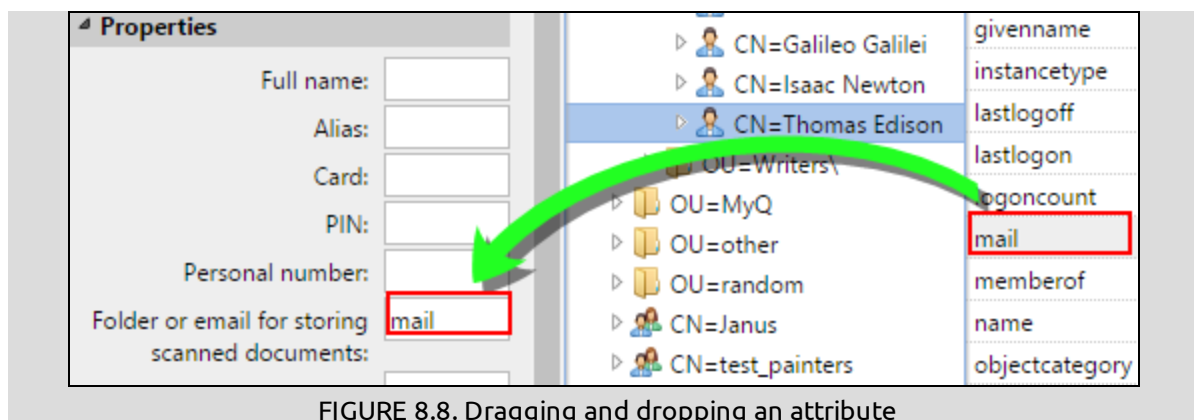 Properties
Full name:
Alias:
Card:
PIN:
Personal number:
Folder or email for storing
scanned documents:
mail
CN=Galileo Galilei
CN=Isaac Newton
CN=Thomas Edison
OU=Writers\
OU=MyQ
OU=other
OU=random
CN=Janus
CN=test_painters
givenname
instancetype
lastlogoff
lastlogon
logoncount
mail
memberof
name
objectcategory
FIGURE 8.8. Dragging and dropping an attribute